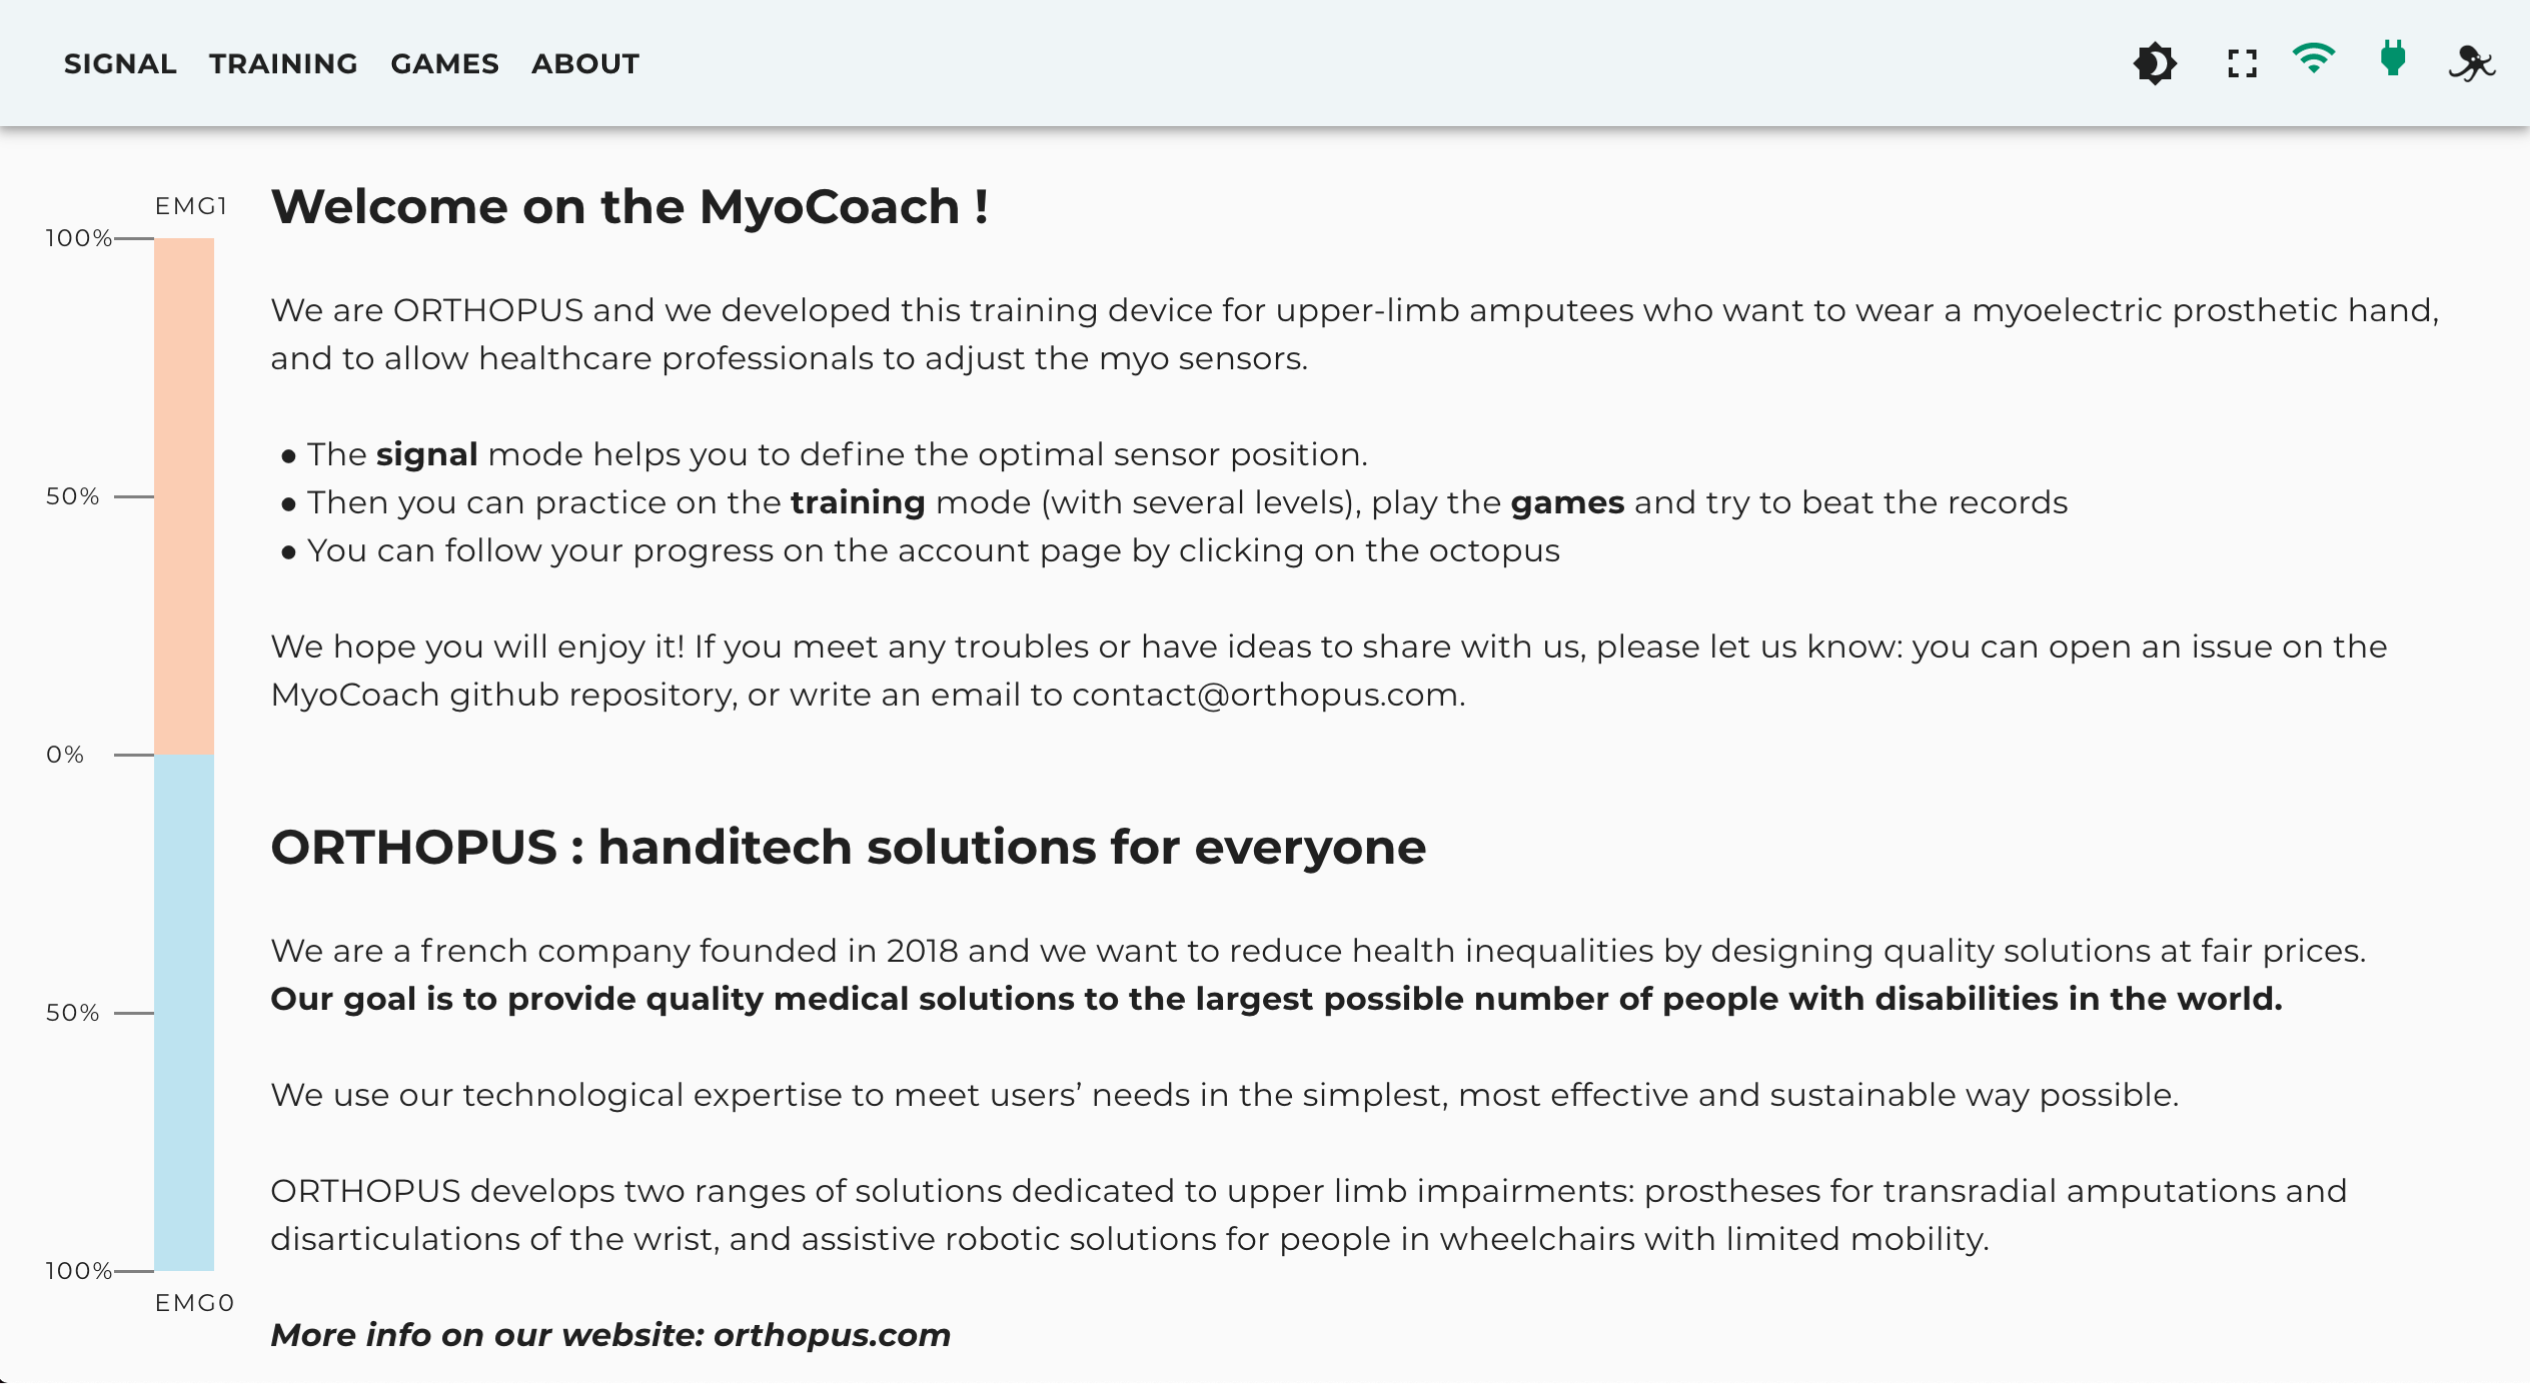 SIGNAL TRAINING GAMES ABOUT
EMG1
100%
50%
0%
50%
100%
EMG0
Welcome on the MyoCoach !
We are ORTHOPUS and we developed this training device for upper-limb amputees who want to wear a myoelectric prosthetic hand,
and to allow healthcare professionals to adjust the myo sensors.
● The signal mode helps you to define the optimal sensor position.
● Then you can practice on the training mode (with several levels), play the games and try to beat the records
● You can follow your progress on the account page by clicking on the octopus
We hope you will enjoy it! If you meet any troubles or have ideas to share with us, please let us know: you can open an issue on the
MyoCoach github repository, or write an email to contact@orthopus.com.
ORTHOPUS : handitech solutions for everyone
We are a french company founded in 2018 and we want to reduce health inequalities by designing quality solutions at fair prices.
Our goal is to provide quality medical solutions to the largest possible number of people with disabilities in the world.
We use our technological expertise to meet users’ needs in the simplest, most effective and sustainable way possible.
ORTHOPUS develops two ranges of solutions dedicated to upper limb impairments: prostheses for transradial amputations and
disarticulations of the wrist, and assistive robotic solutions for people in wheelchairs with limited mobility.
More info on our website: orthopus.com